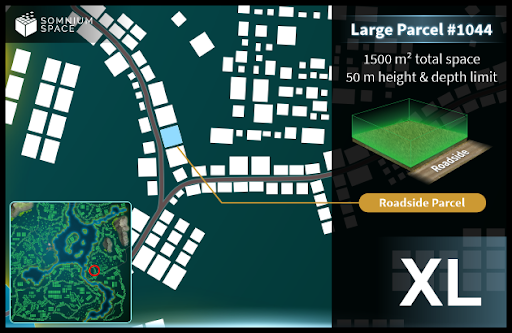 SOMNIUM
SPACE
Large Parcel #1044
1500 m² total space
50 m height & depth limit
Roadside
Roadside Parcel
XL